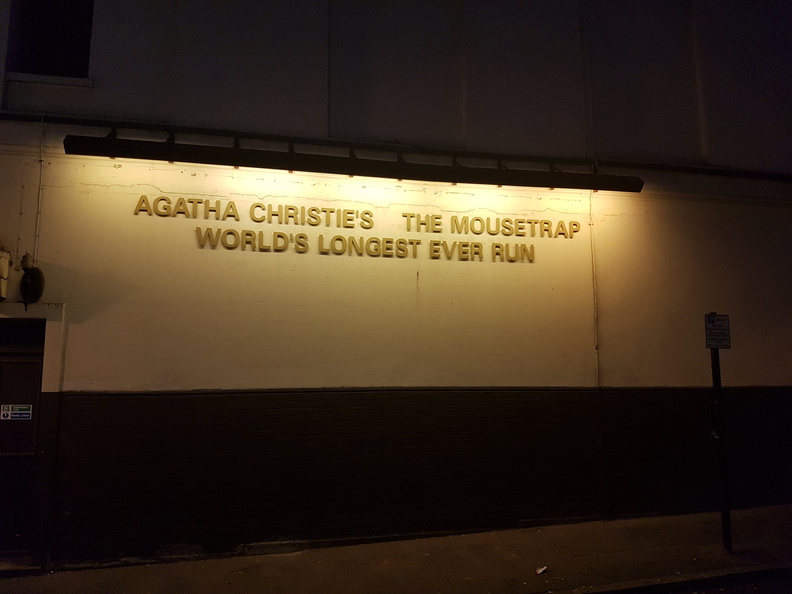 AGATHA CHRISTIE'S THE MOUSETRAP
WORLD'S LONGEST EVER RUN